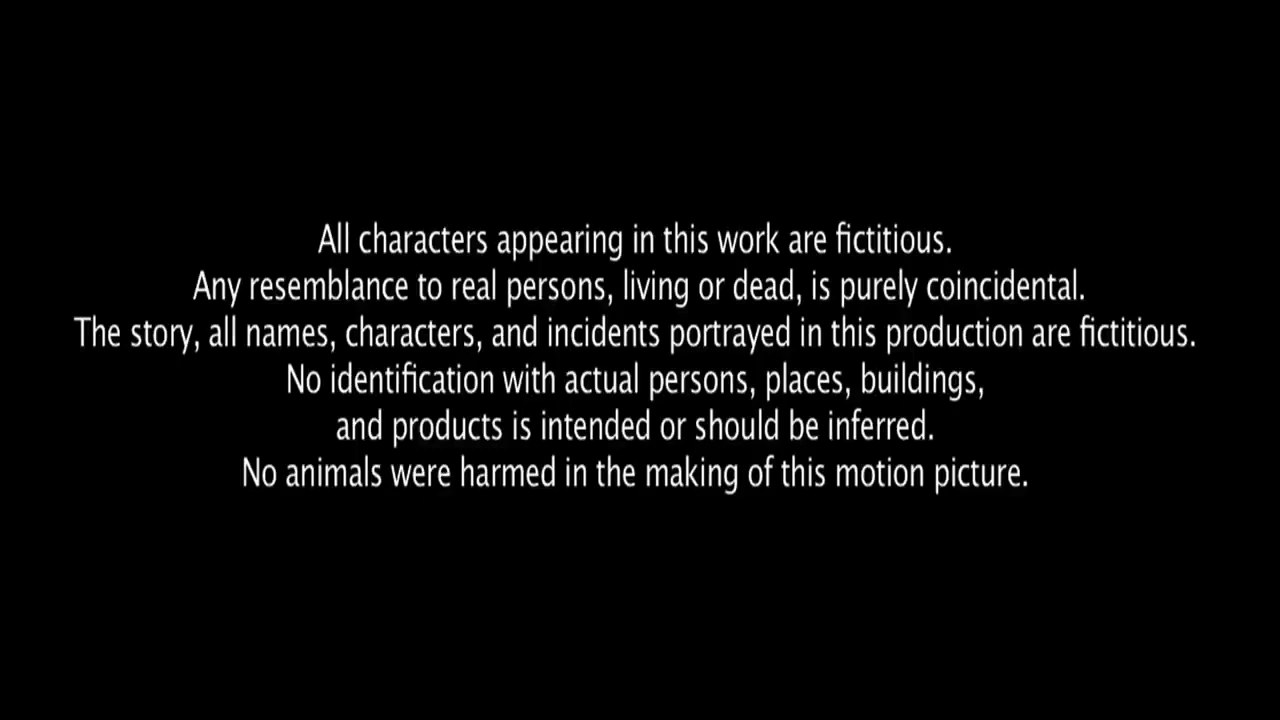 All characters appearing in this work are fictitious.
Any resemblance to real persons, living or dead, is purely coincidental.
The story, all names, characters, and incidents portrayed in this production are fictitious.
No identification with actual persons, places, buildings,
and products is intended or should be inferred.
No animals were harmed in the making of this motion picture.